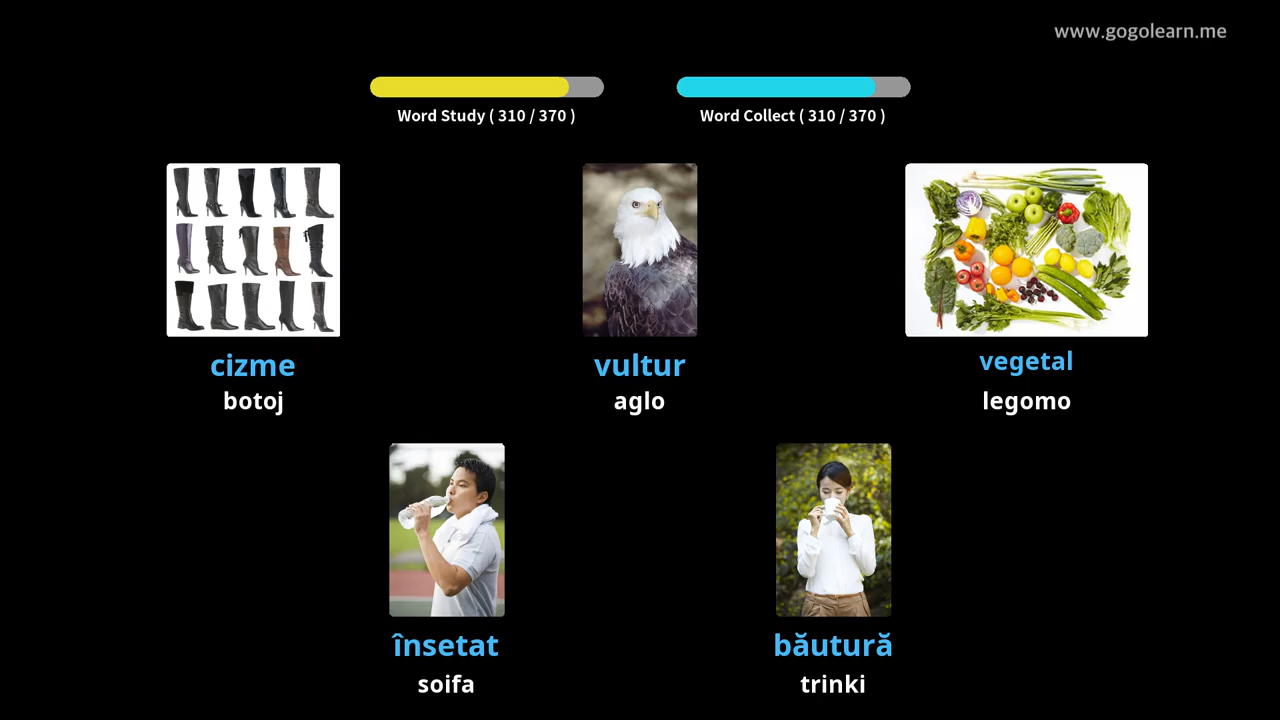 www.gogolearn.me
Word Study ( 310 / 370 )
Word Collect ( 310 / 370 )
cizme
botoj
vultur
aglo
vegetal
legomo
însetat
soifa
băutură
trinki